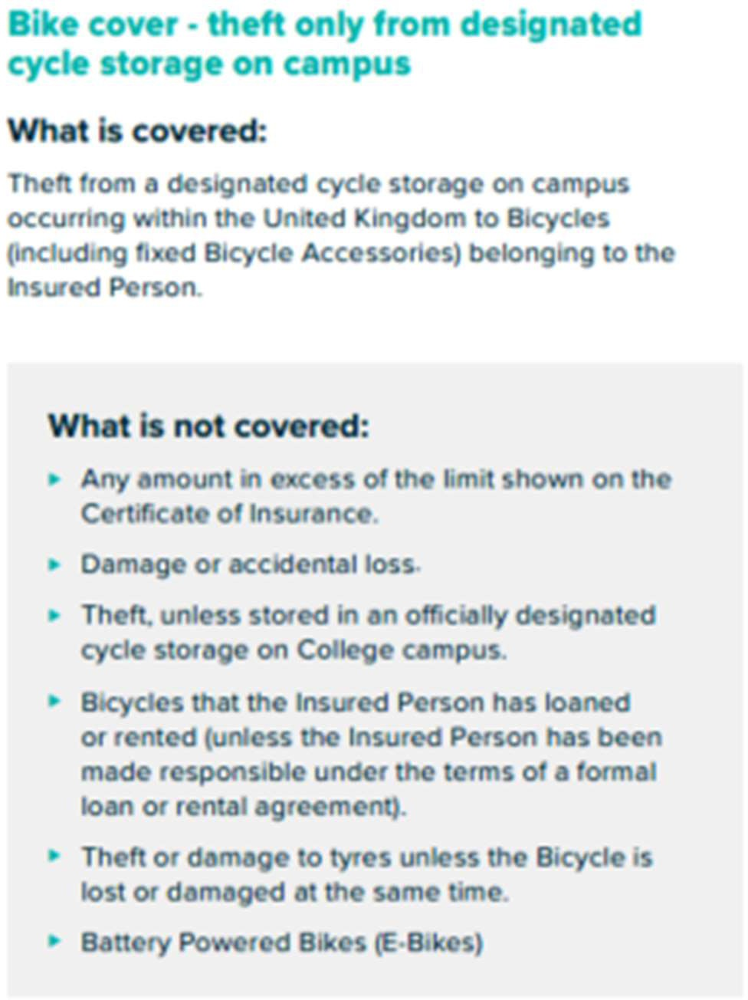 Bike cover - theft only from designated
cycle storage on campus
What is covered:
Theft from a designated cycle storage on campus
occurring within the United Kingdom to Bicycles
(including fixed Bicycle Accessories) belonging to the
Insured Person.
What is not covered:
► Any amount in excess of the limit shown on the
Certificate of Insurance.
► Damage or accidental loss.
► Theft, unless stored in an officially designated
cycle storage on College campus.
► Bicycles that the Insured Person has loaned
or rented (unless the Insured Person has been
made responsible under the terms of a formal
loan or rental agreement).
► Theft or damage to tyres unless the Bicycle is
lost or damaged at the same time.
► Battery Powered Bikes (E-Bikes)